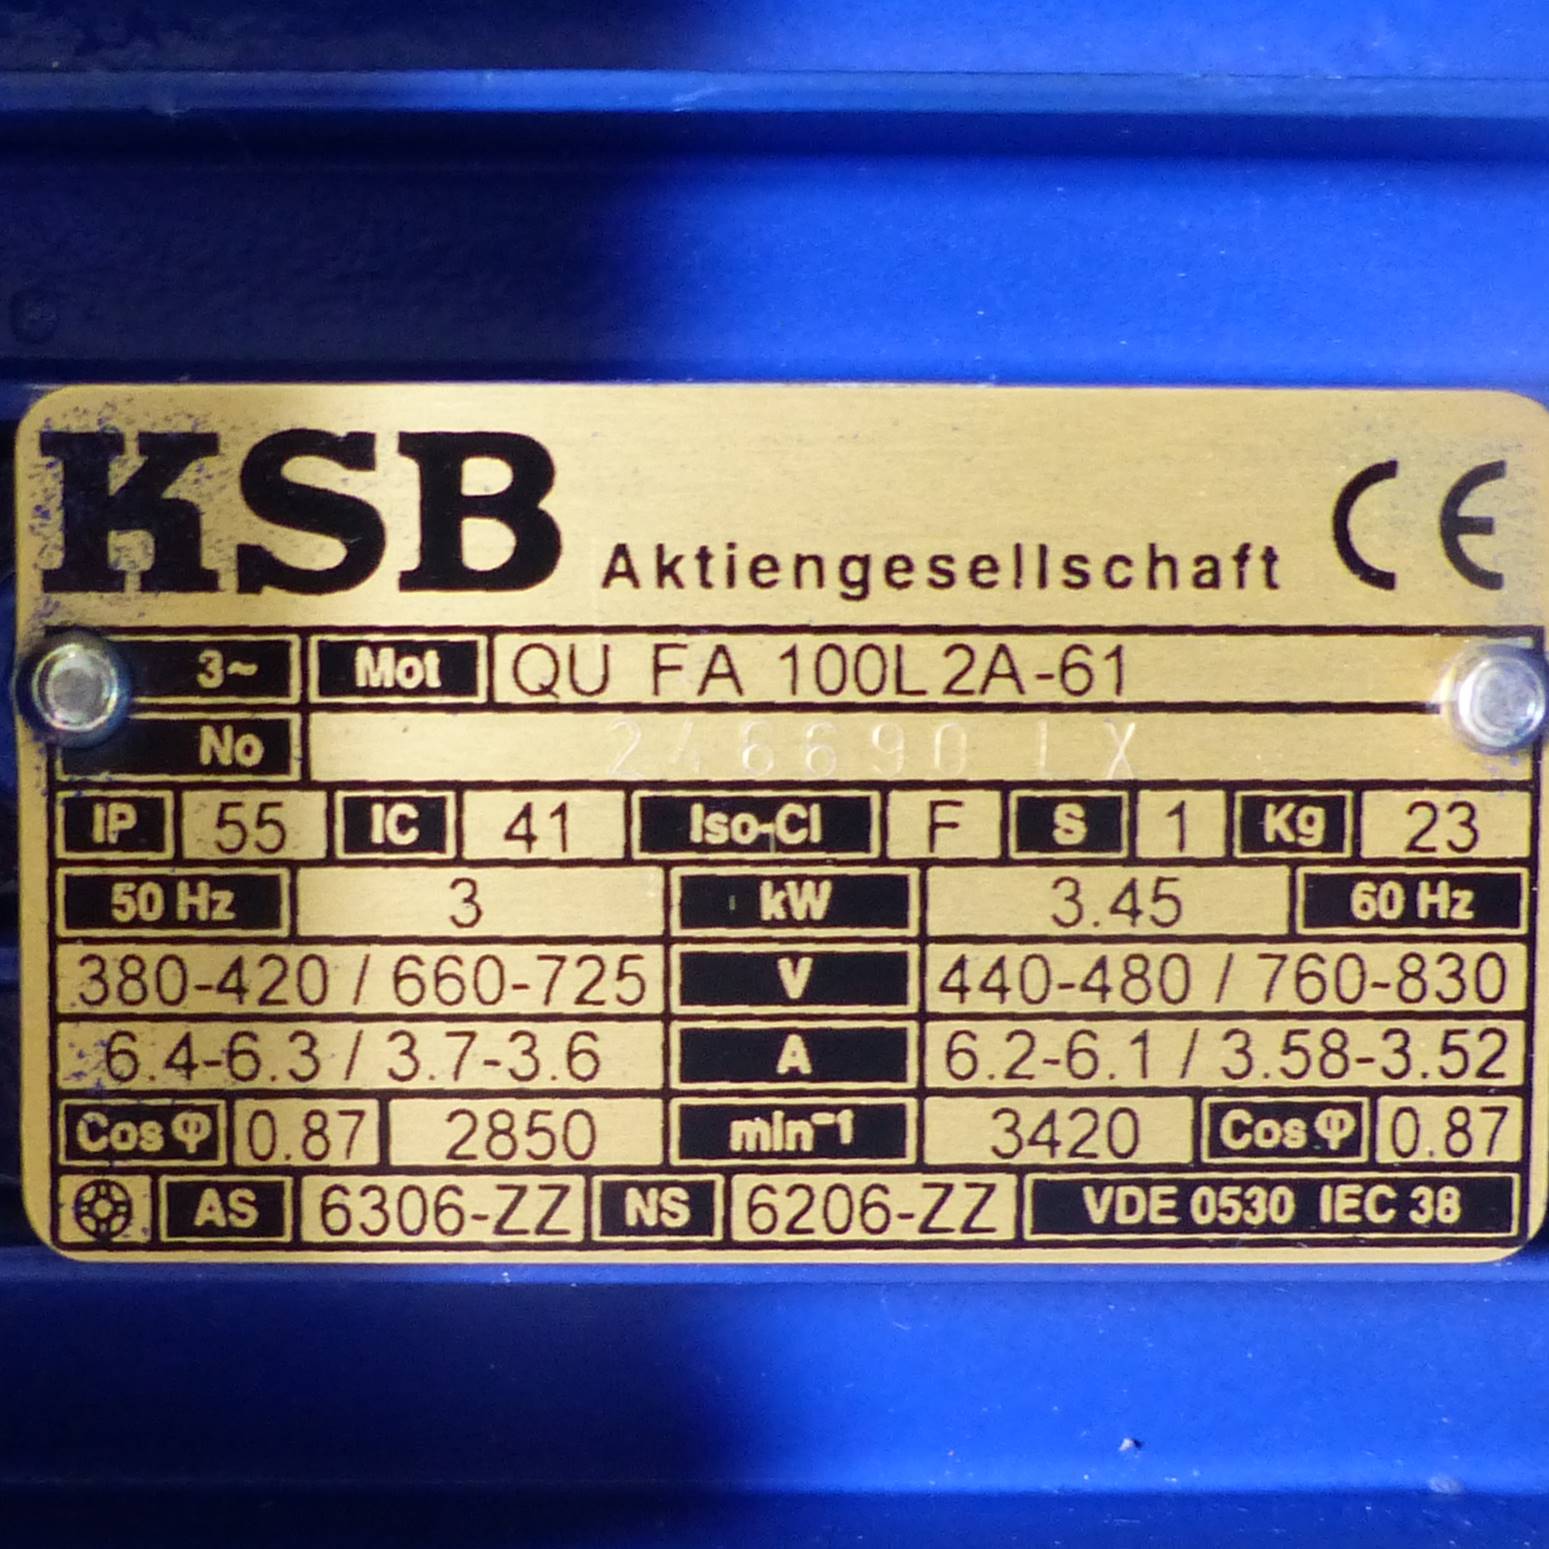 KSB Aktiengesellschaft CE
3~ Mot QU FA 100L2A-61
No 246690 1 X
IP 55 IC 41 Iso-Cl F S 1 Kg 23
50 Hz 3 kW 3.45 60 Hz
380-420 / 660-725 V 440-480 / 760-830
6.4-6.3 / 3.7-3.6 A 6.2-6.1 / 3.58-3.52
Cos φ 0.87 2850 min⁻¹ 3420 Cos φ 0.87
AS 6306-ZZ NS 6206-ZZ VDE 0530 IEC 38